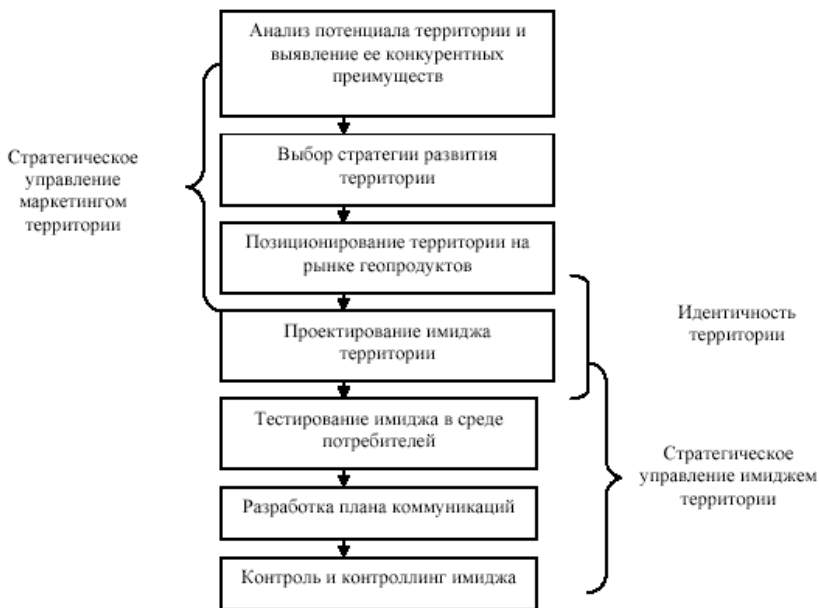 Анализ потенциала территории и
выявление ее конкурентных
преимуществ
Стратегическое
управление
маркетингом
территории
Выбор стратегии развития
территории
Позиционирование территории на
рынке геопродуктов
Проектирование имиджа
территории
Идентичность
территории
Тестирование имиджа в среде
потребителей
Стратегическое
управление имиджем
территории
Разработка плана коммуникаций
Контроль и контроллинг имиджа